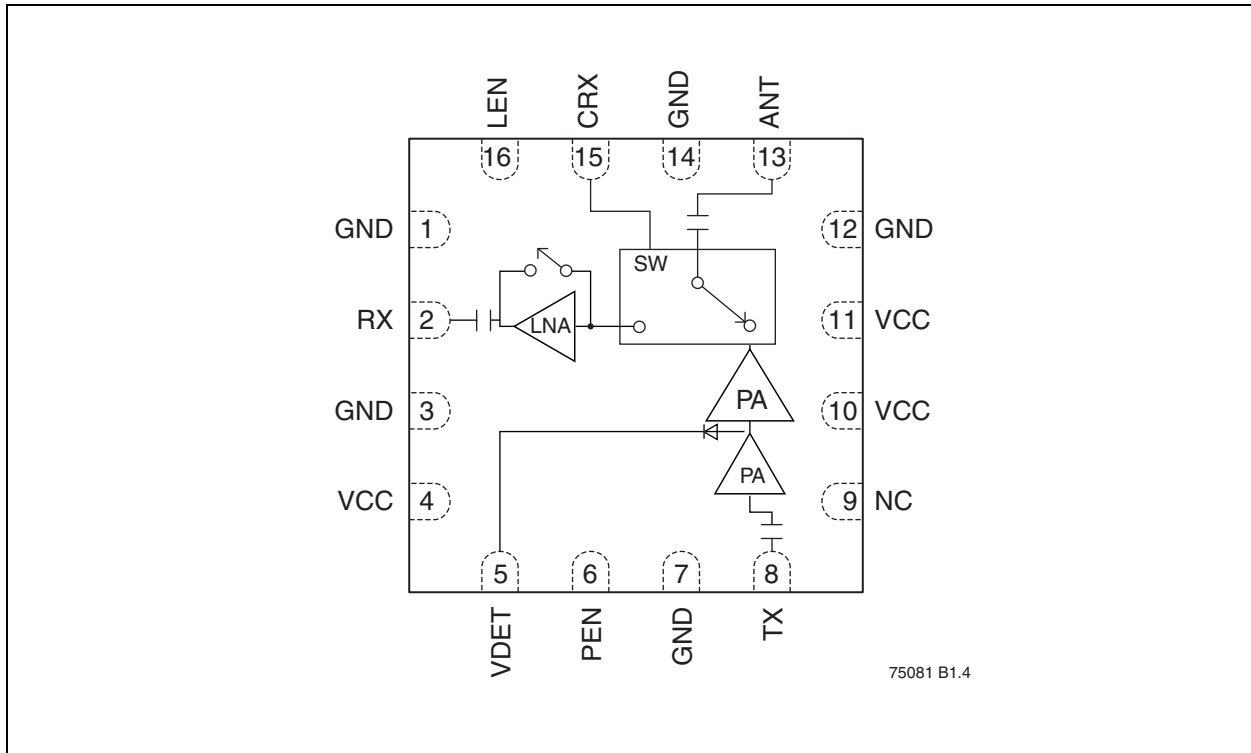 LEN
CRX
GND
ANT
16
15
14
13
GND 1
12 GND
SW
RX 2
LNA
11 VCC
GND 3
PA
10 VCC
VCC 4
PA
9 NC
5
6
7
8
VDET
PEN
GND
TX
75081 B1.4